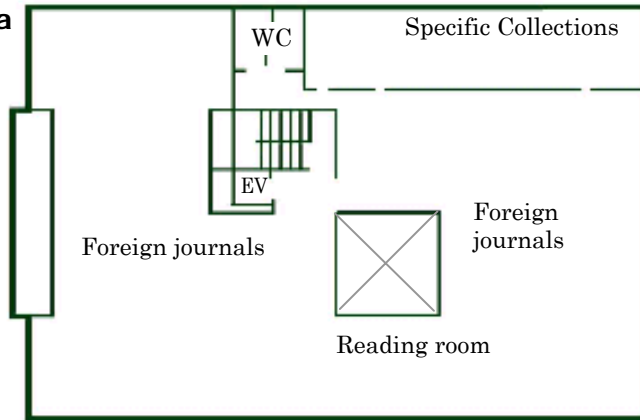 a
WC
Specific Collections
EV
Foreign journals
Foreign
journals
Reading room